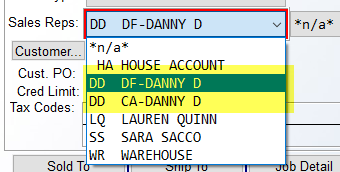 Sales Reps: DD DF-DANNY D *n/a*
*n/a*
Customer... HA HOUSE ACCOUNT
Cust. PO: DD DF-DANNY D
Cred Limit: DD CA-DANNY D
Tax Codes: LQ LAUREN QUINN
SS SARA SACCO
WR WAREHOUSE
Sold To Ship To Job Detail